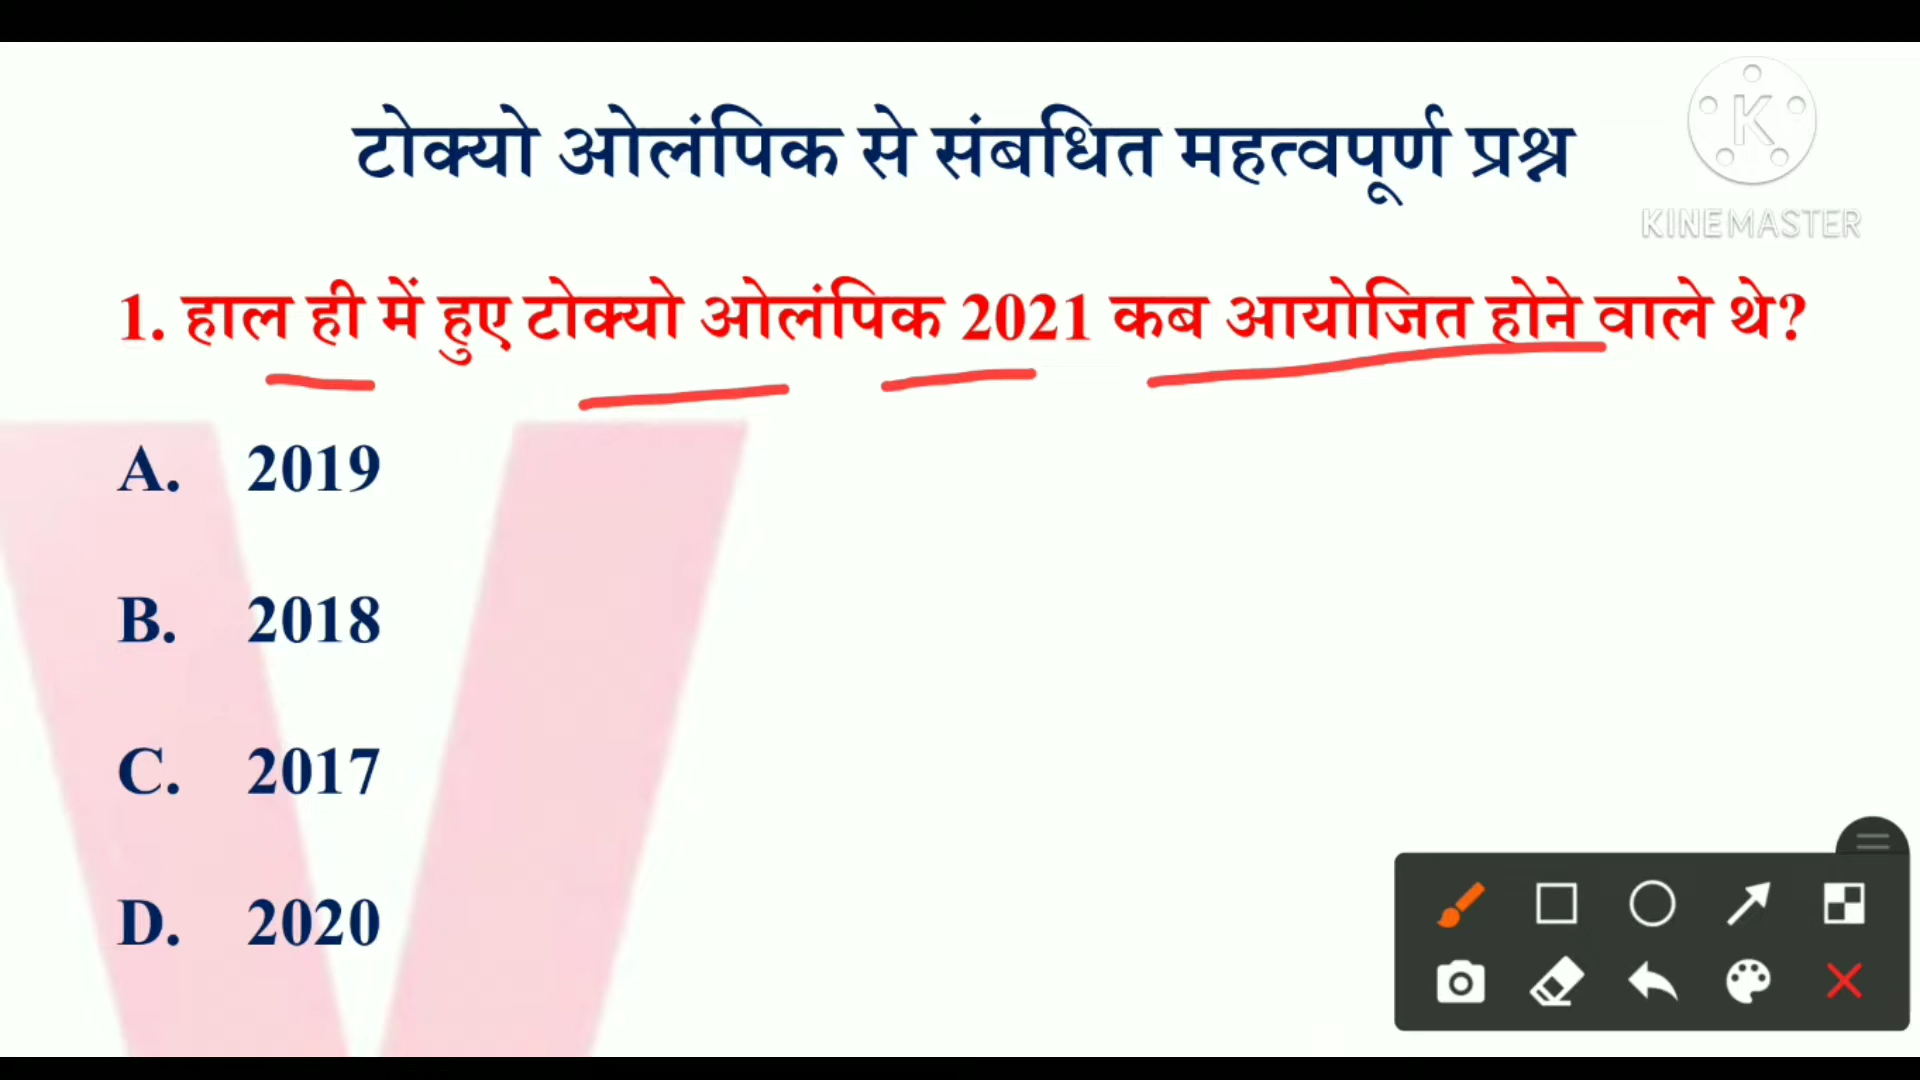 टोक्यो ओलंपिक से संबधित महत्वपूर्ण प्रश्न
K
KINEMASTER
1. हाल ही में हुए टोक्यो ओलंपिक 2021 कब आयोजित होने वाले थे?
A. 2019
B. 2018
C. 2017
D. 2020